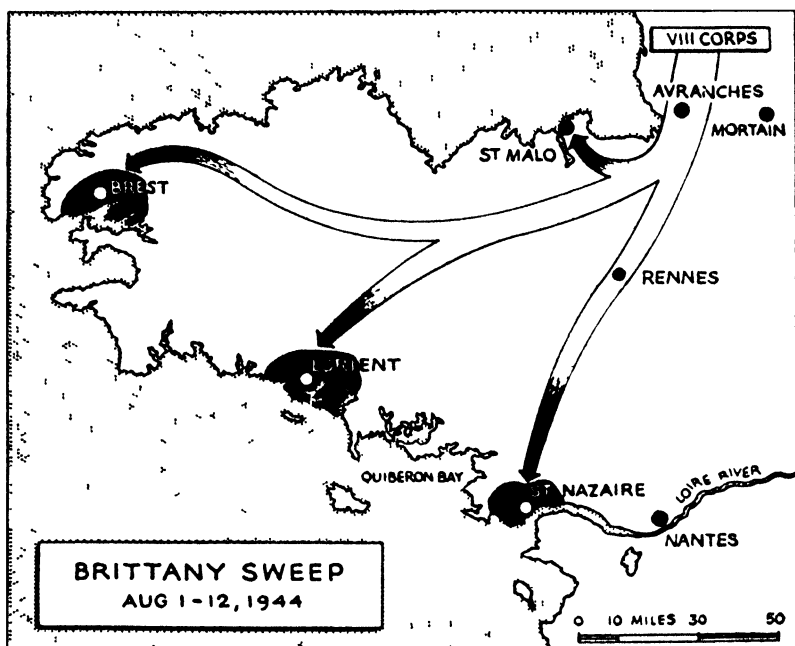 VIII CORPS
AVRANCHES
MORTAIN
ST MALO
BREST
RENNES
LORIENT
QUIBERON BAY
ST NAZAIRE
LOIRE RIVER
NANTES
BRITTANY SWEEP
AUG 1-12, 1944
0 10 MILES 30 50